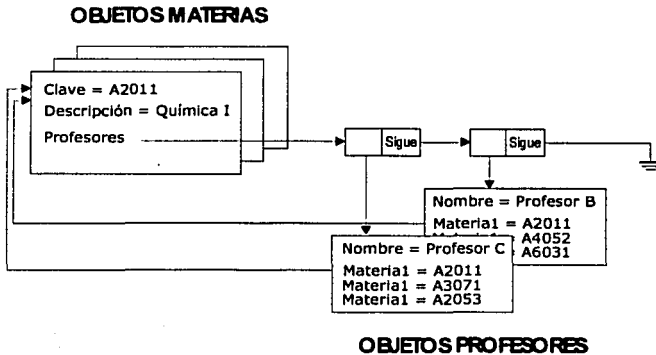 OBJETOS MATERIAS
Clave = A2011
Descripción = Química I
Profesores
Sigue
Sigue
Nombre = Profesor B
Materia1 = A2011
= A4052
= A6031
Nombre = Profesor C
Materia1 = A2011
Materia1 = A3071
Materia1 = A2053
OBJETOS PROFESORES